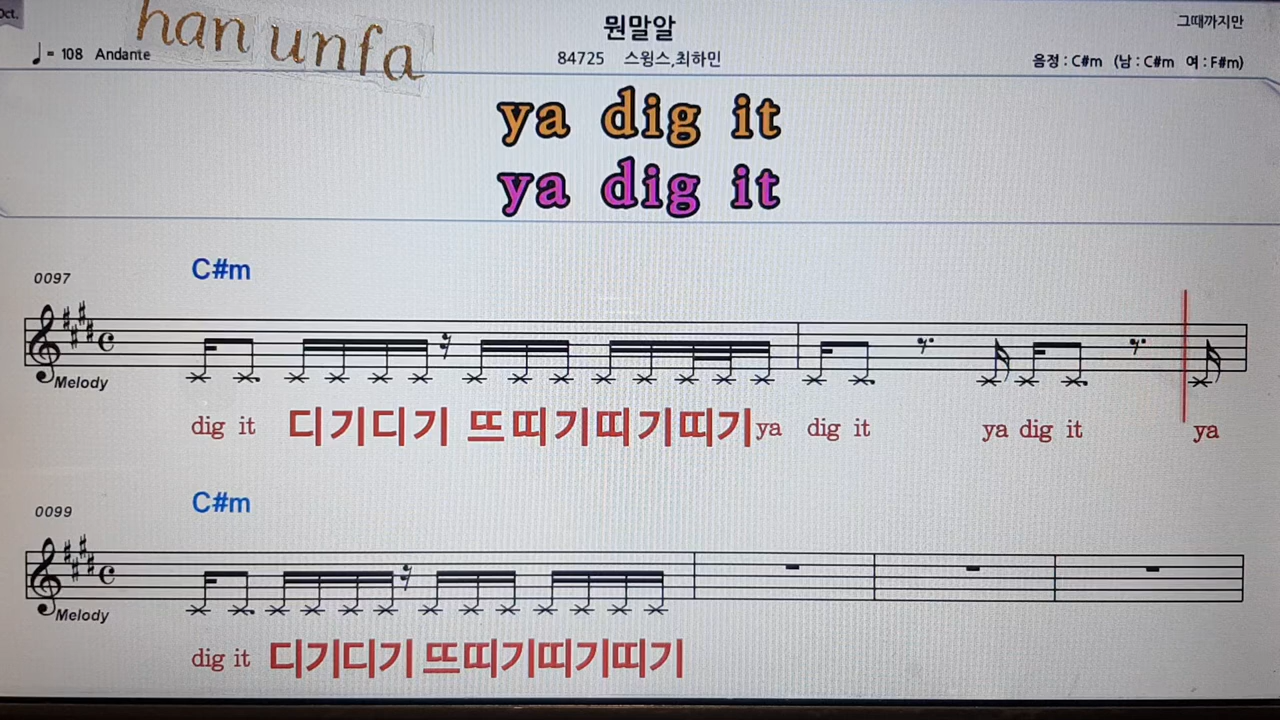 Oct.
han unfa
뭔말알
그때까지만
♩= 108 Andante
84725 스윙스,최하민
음정 : C#m (남 : C#m 여 : F#m)
ya dig it
ya dig it
0097
C#m
Melody
dig it 디기디기 뜨띠기띠기띠기ya dig it ya dig it ya
0099
C#m
Melody
dig it 디기디기 뜨띠기띠기띠기